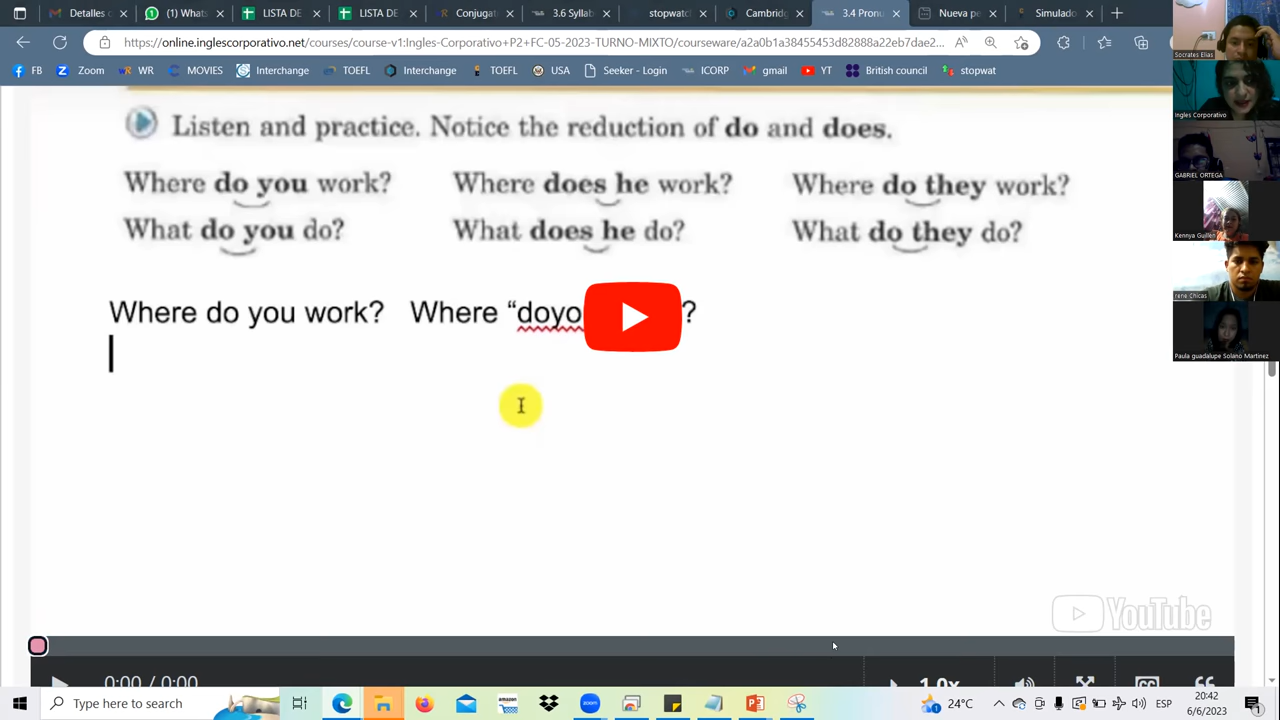 Detalles
(1) Whats
LISTA DE
LISTA DE
Conjugat
3.6 Syllab
stopwatch
Cambridg
3.4 Pronu
Nueva pe
Simulado
https://online.inglescorporativo.net/courses/course-v1:Ingles-Corporativo+P2+FC-05-2023-TURNO-MIXTO/courseware/a2a0b1a38455453d82888a22eb7dae2...
FB
Zoom
WR
MOVIES
Interchange
TOEFL
Interchange
TOEFL
USA
Seeker - Login
ICORP
gmail
YT
British council
stopwat
Socrates Elias
Ingles Corporativo
GABRIEL ORTEGA
Kennya Guillen
rene Chicas
Paula guadalupe Solano Martinez
Listen and practice. Notice the reduction of do and does.
Where do you work? Where does he work? Where do they work?
What do you do? What does he do? What do they do?
Where do you work? Where “doyo ?
YouTube
0:00 / 0:00
1.0x
Type here to search
amazon
24°C
ESP
20:42
6/6/2023
1